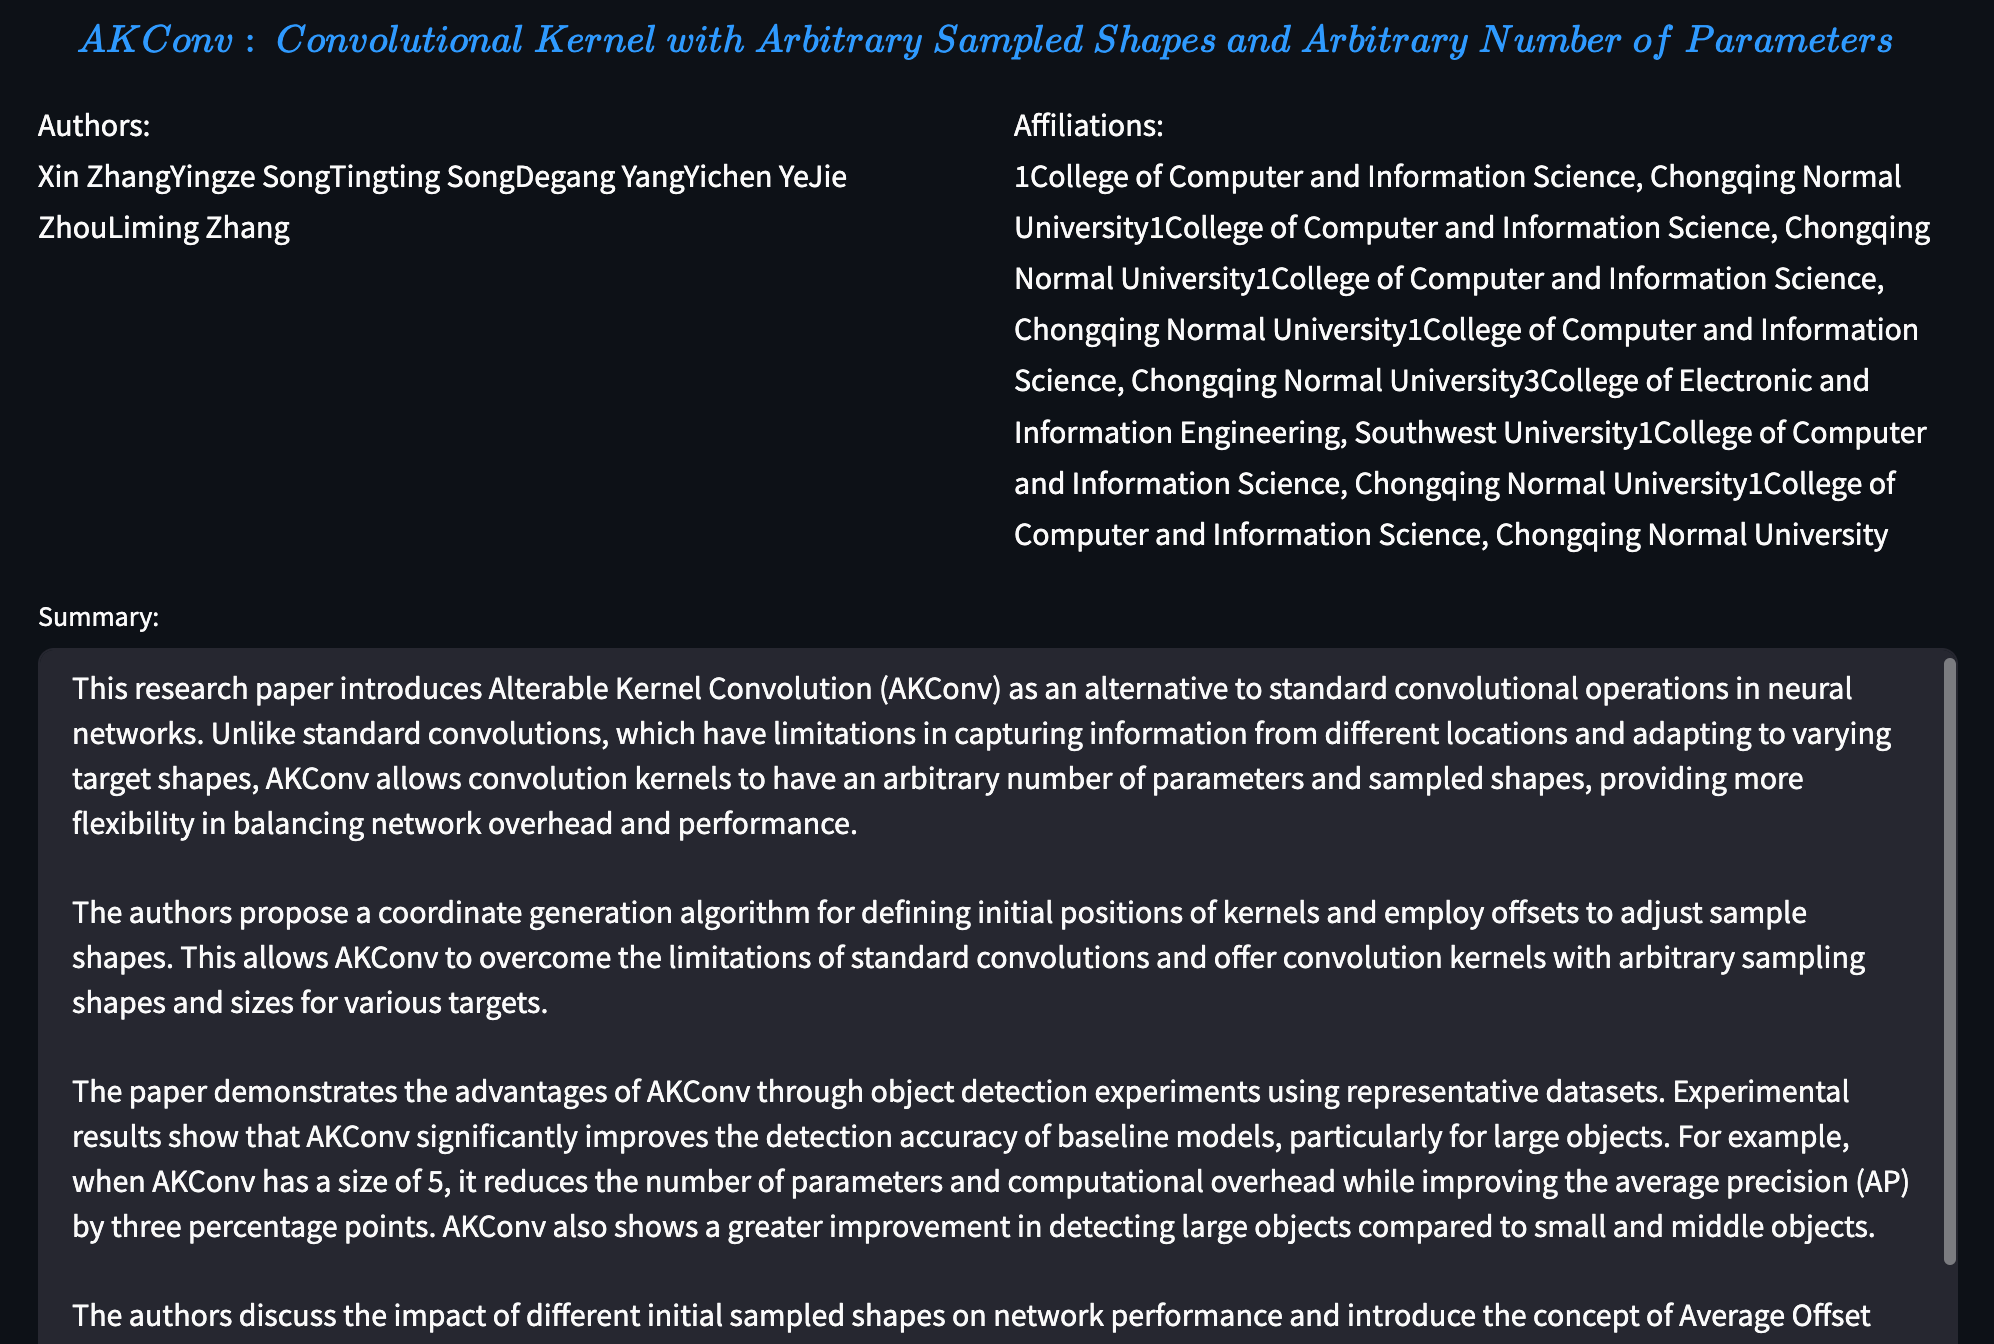 AKConv : Convolutional Kernel with Arbitrary Sampled Shapes and Arbitrary Number of Parameters
Authors:
Xin ZhangYingze SongTingting SongDegang YangYichen YeJie
ZhouLiming Zhang
Affiliations:
1College of Computer and Information Science, Chongqing Normal
University1College of Computer and Information Science, Chongqing
Normal University1College of Computer and Information Science,
Chongqing Normal University1College of Computer and Information
Science, Chongqing Normal University3College of Electronic and
Information Engineering, Southwest University1College of Computer
and Information Science, Chongqing Normal University1College of
Computer and Information Science, Chongqing Normal University
Summary:
This research paper introduces Alterable Kernel Convolution (AKConv) as an alternative to standard convolutional operations in neural
networks. Unlike standard convolutions, which have limitations in capturing information from different locations and adapting to varying
target shapes, AKConv allows convolution kernels to have an arbitrary number of parameters and sampled shapes, providing more
flexibility in balancing network overhead and performance.
The authors propose a coordinate generation algorithm for defining initial positions of kernels and employ offsets to adjust sample
shapes. This allows AKConv to overcome the limitations of standard convolutions and offer convolution kernels with arbitrary sampling
shapes and sizes for various targets.
The paper demonstrates the advantages of AKConv through object detection experiments using representative datasets. Experimental
results show that AKConv significantly improves the detection accuracy of baseline models, particularly for large objects. For example,
when AKConv has a size of 5, it reduces the number of parameters and computational overhead while improving the average precision (AP)
by three percentage points. AKConv also shows a greater improvement in detecting large objects compared to small and middle objects.
The authors discuss the impact of different initial sampled shapes on network performance and introduce the concept of Average Offset